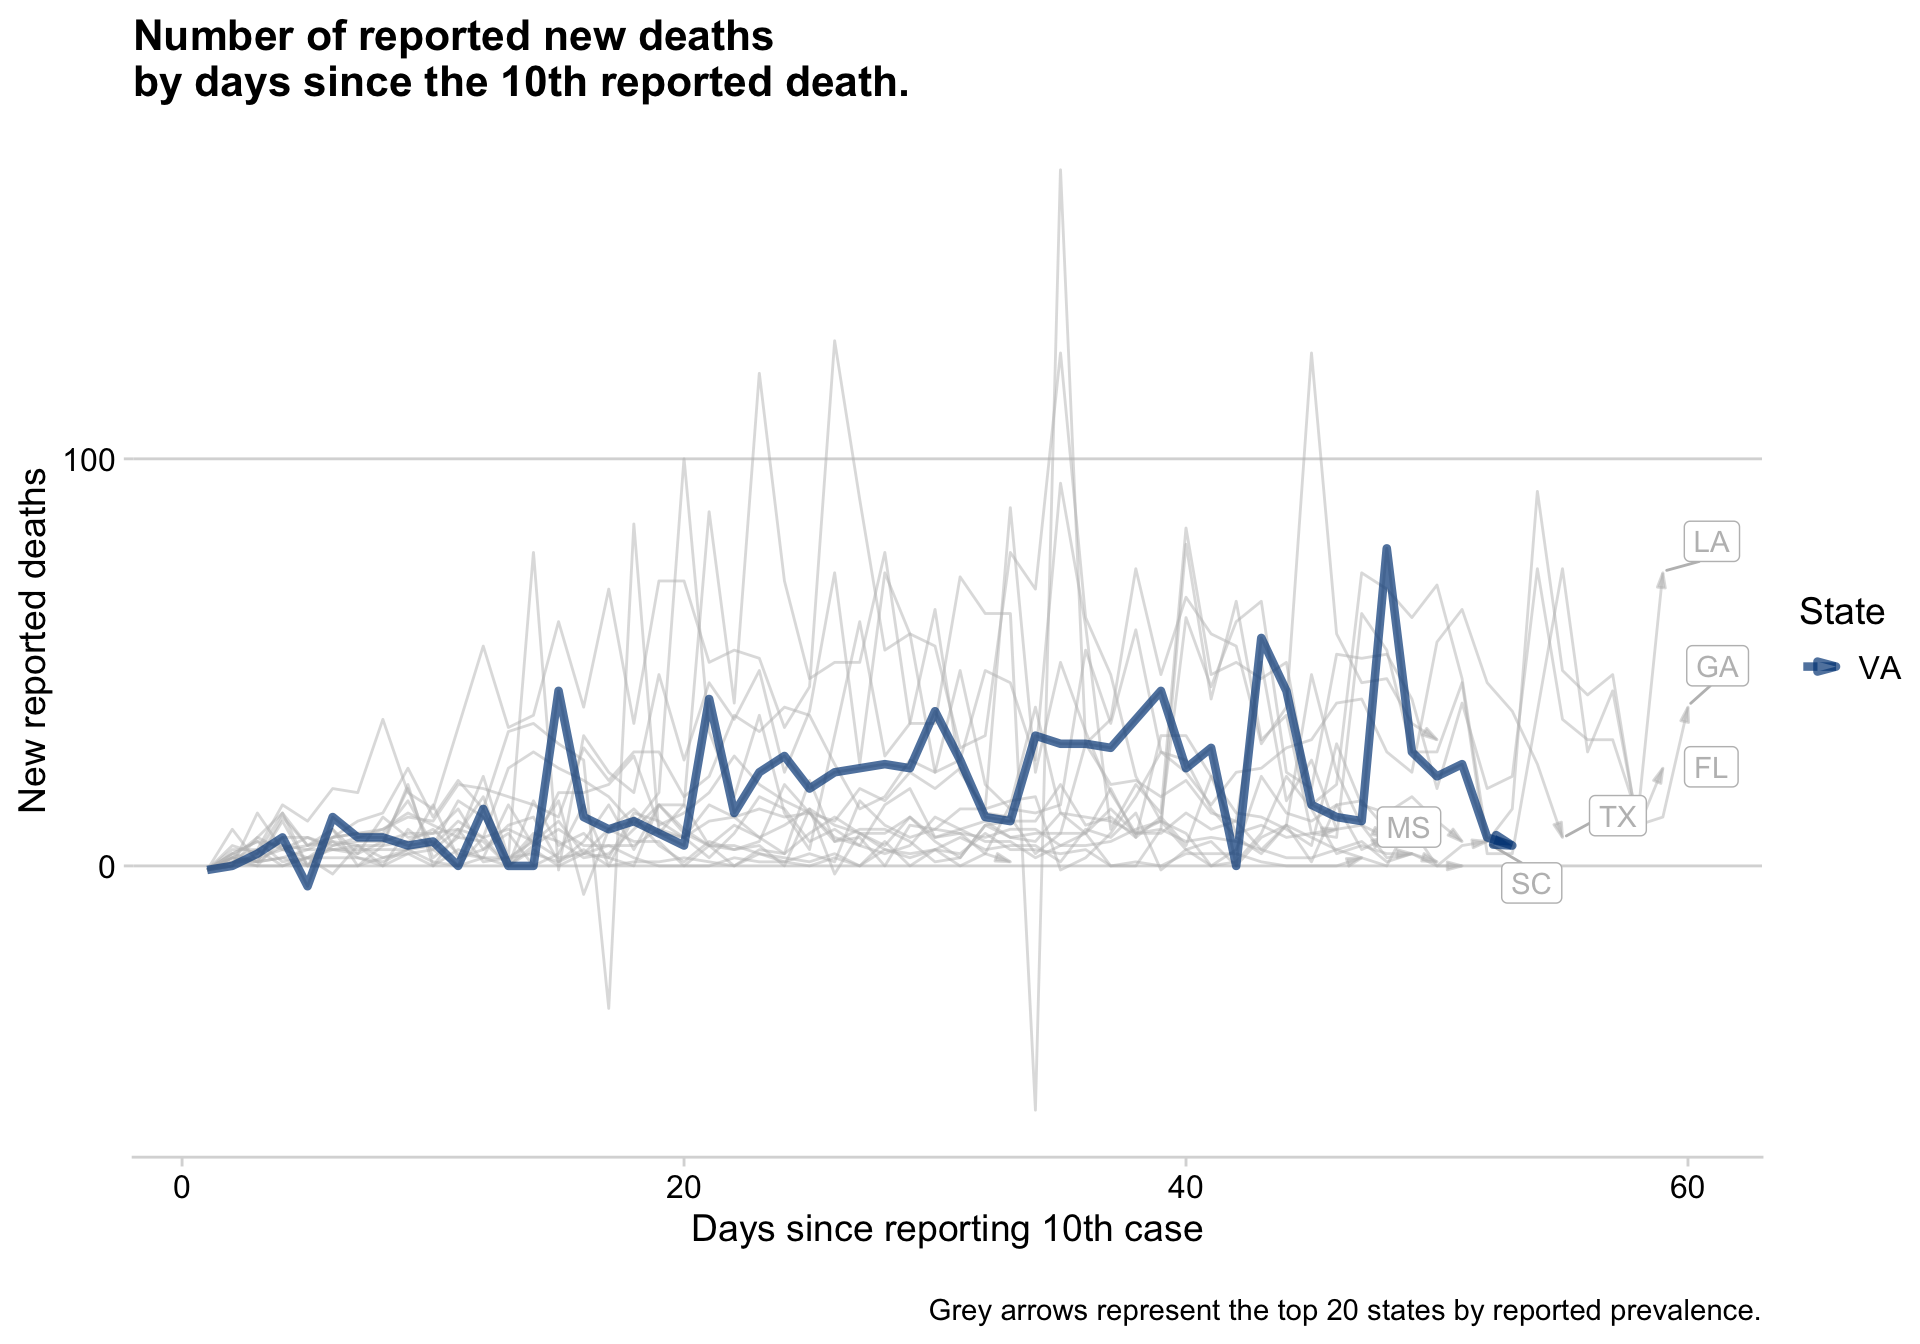 Number of reported new deaths
by days since the 10th reported death.
New reported deaths
100
0
LA
GA
FL
TX
MS
SC
State
VA
0 20 40 60
Days since reporting 10th case
Grey arrows represent the top 20 states by reported prevalence.